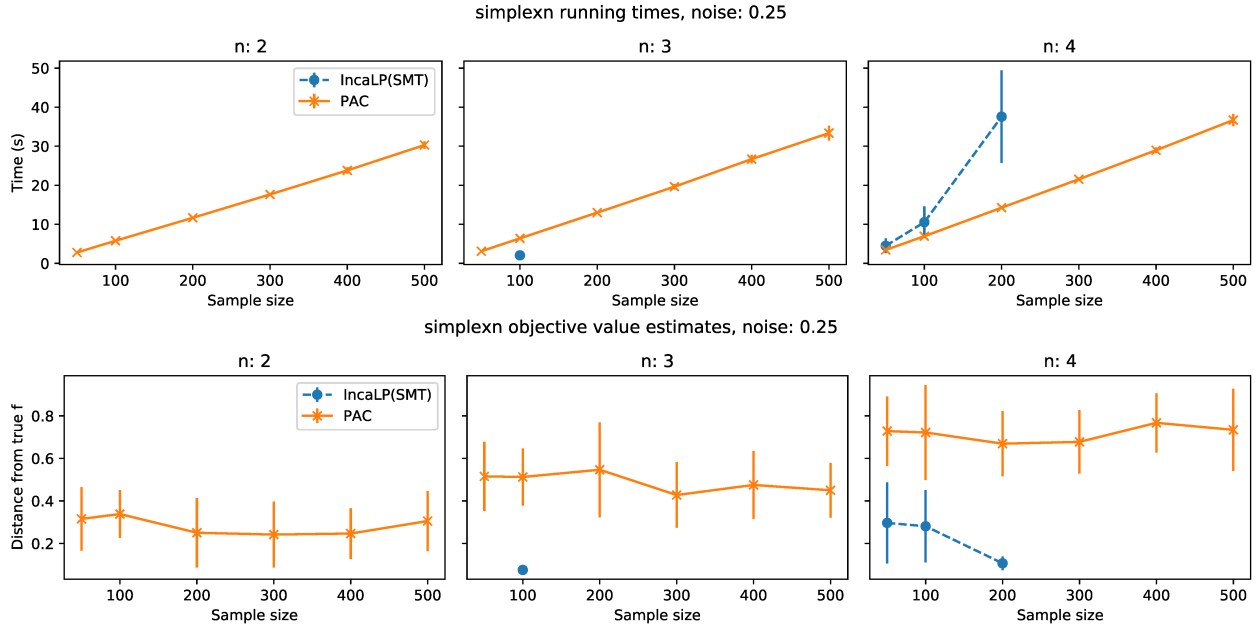 simplexn running times, noise: 0.25
n: 2
n: 3
n: 4
50
40
30
20
10
0
Time (s)
IncaLP(SMT)
PAC
100 200 300 400 500
100 200 300 400 500
100 200 300 400 500
Sample size
Sample size
Sample size
simplexn objective value estimates, noise: 0.25
n: 2
n: 3
n: 4
0.8
0.6
0.4
0.2
Distance from true f
IncaLP(SMT)
PAC
100 200 300 400 500
100 200 300 400 500
100 200 300 400 500
Sample size
Sample size
Sample size